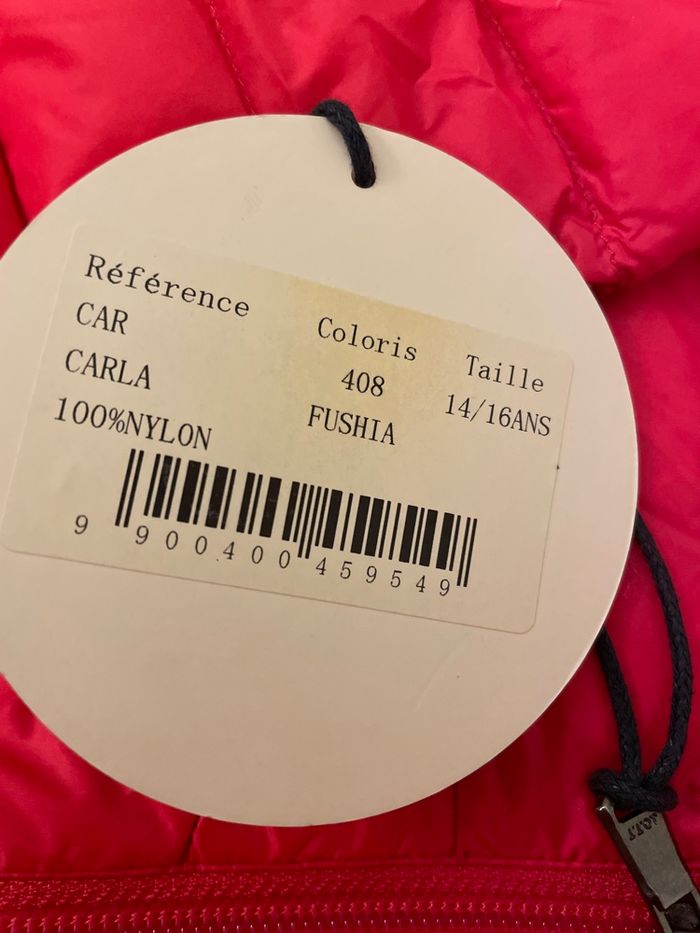 Référence Coloris Taille
CAR 408 14/16ANS
CARLA FUSHIA
100%NYLON
9 900400 459549